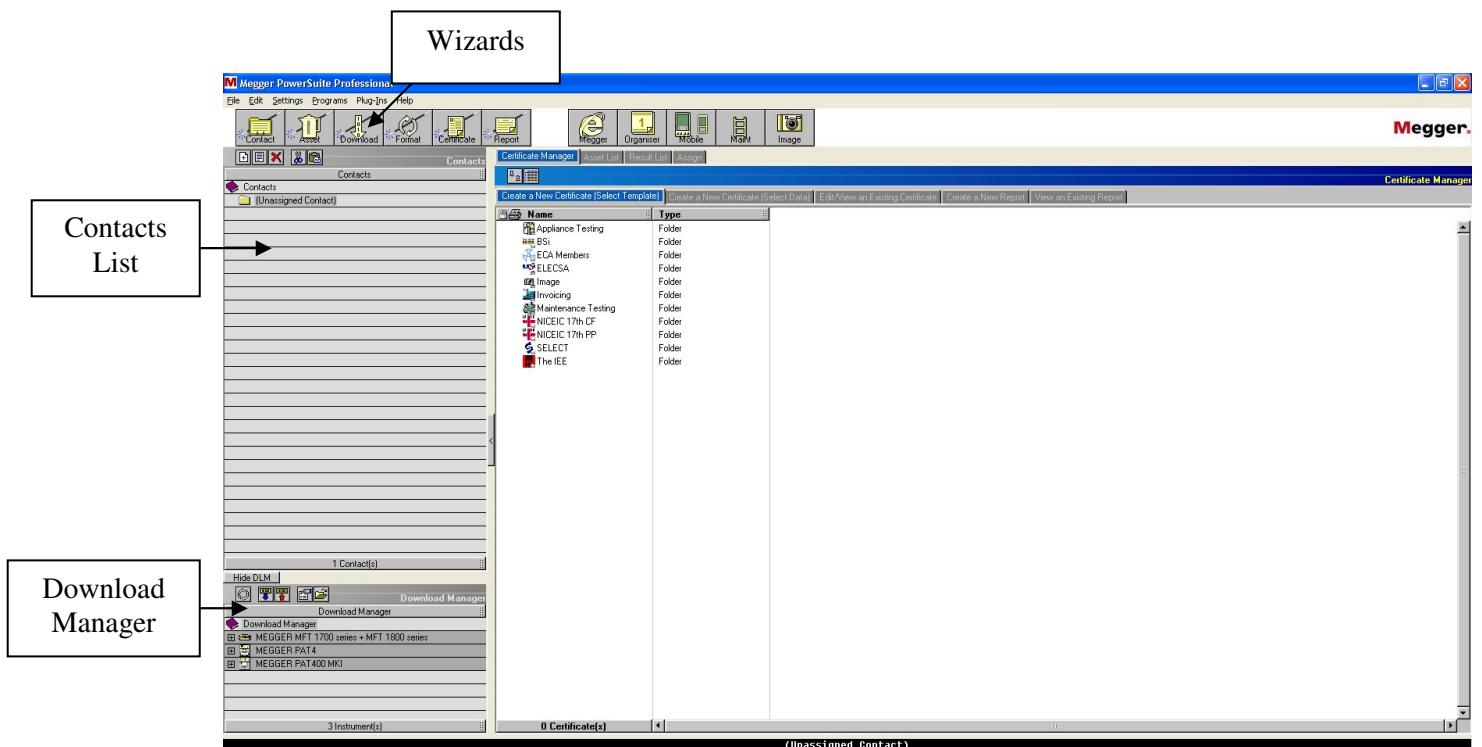 Wizards
Megger PowerSuite Professional
File Edit Settings Programs Plug-Ins Help
Contact Asset Download Format Certificate Report Megger Organiser Mobile Maint Image
Megger.
Contacts
Certificate Manager Asset List Result List Assign
Contacts
Certificate Manager
Contacts
(Unassigned Contact)
Create a New Certificate (Select Template) Create a New Certificate (Select Data) Edit/View an Existing Certificate Create a New Report View an Existing Report
Name Type
Appliance Testing Folder
BSi Folder
ECA Members Folder
ELECSA Folder
Image Folder
Invoicing Folder
Maintenance Testing Folder
NICEIC 17th CF Folder
NICEIC 17th PP Folder
SELECT Folder
The IEE Folder
Contacts
List
1 Contact(s)
Hide DLM
Download Manager
Download Manager
Download
Manager
Download Manager
MEGGER MFT 1700 series + MFT 1800 series
MEGGER PAT4
MEGGER PAT400 MKI
3 Instrument(s)
0 Certificate(s)
(Unassigned Contact)